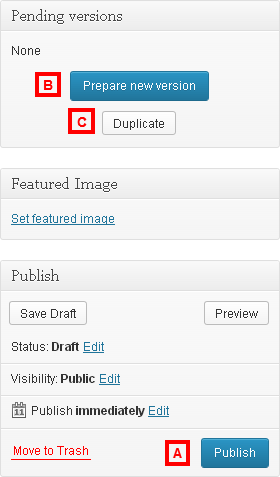 Pending versions
None
B Prepare new version
C Duplicate
Featured Image
Set featured image
Publish
Save Draft Preview
Status: Draft Edit
Visibility: Public Edit
11 Publish immediately Edit
Move to Trash A Publish